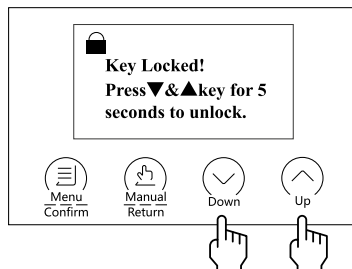 Key Locked!
Press▼&▲key for 5
seconds to unlock.
Menu
Confirm
Manual
Return
Down
Up